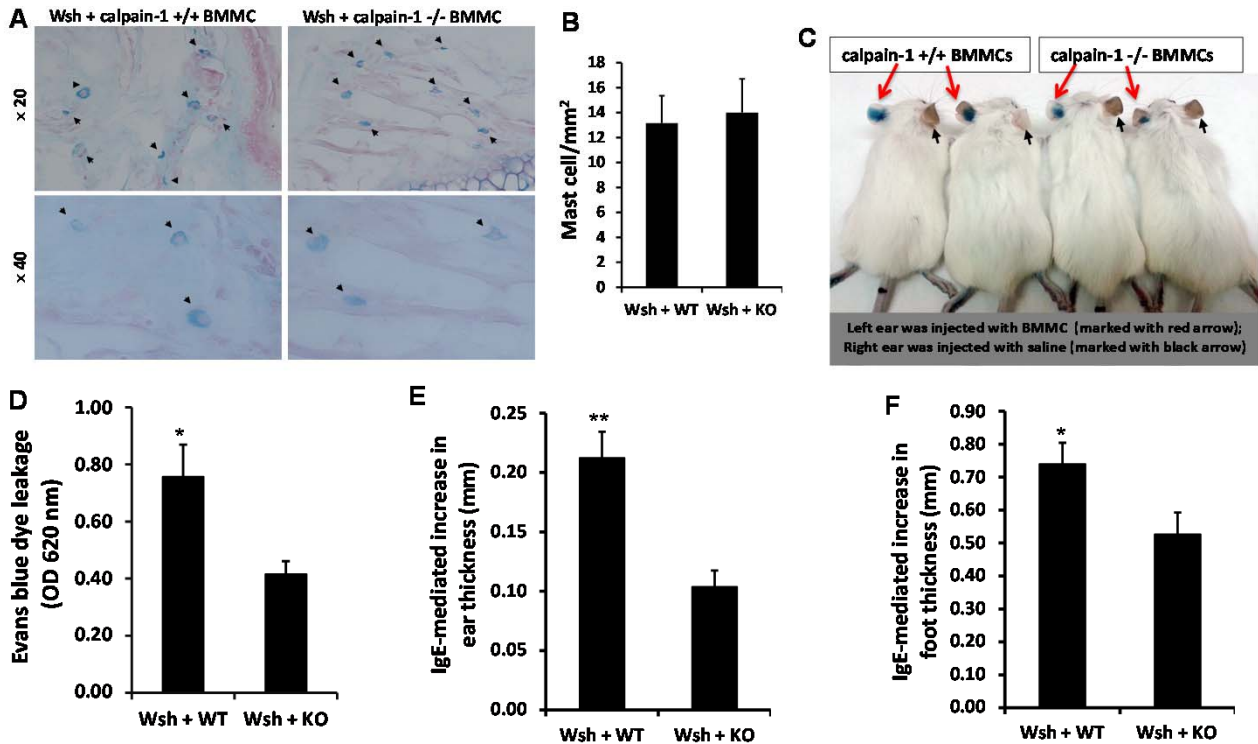 A
Wsh + calpain-1 +/+ BMMC
Wsh + calpain-1 -/- BMMC
x 20
x 40
B
Mast cell/mm²
18
16
14
12
10
8
6
4
2
0
Wsh + WT
Wsh + KO
C
calpain-1 +/+ BMMCs
calpain-1 -/- BMMCs
Left ear was injected with BMMC (marked with red arrow);
Right ear was injected with saline (marked with black arrow)
D
Evans blue dye leakage
(OD 620 nm)
1.00
0.80
0.60
0.40
0.20
0.00
*
Wsh + WT
Wsh + KO
E
IgE-mediated increase in
ear thickness (mm)
0.25
0.20
0.15
0.10
0.05
0.00
**
Wsh + WT
Wsh + KO
F
IgE-mediated increase in
foot thickness (mm)
0.90
0.80
0.70
0.60
0.50
0.40
0.30
0.20
0.10
0.00
*
Wsh + WT
Wsh + KO